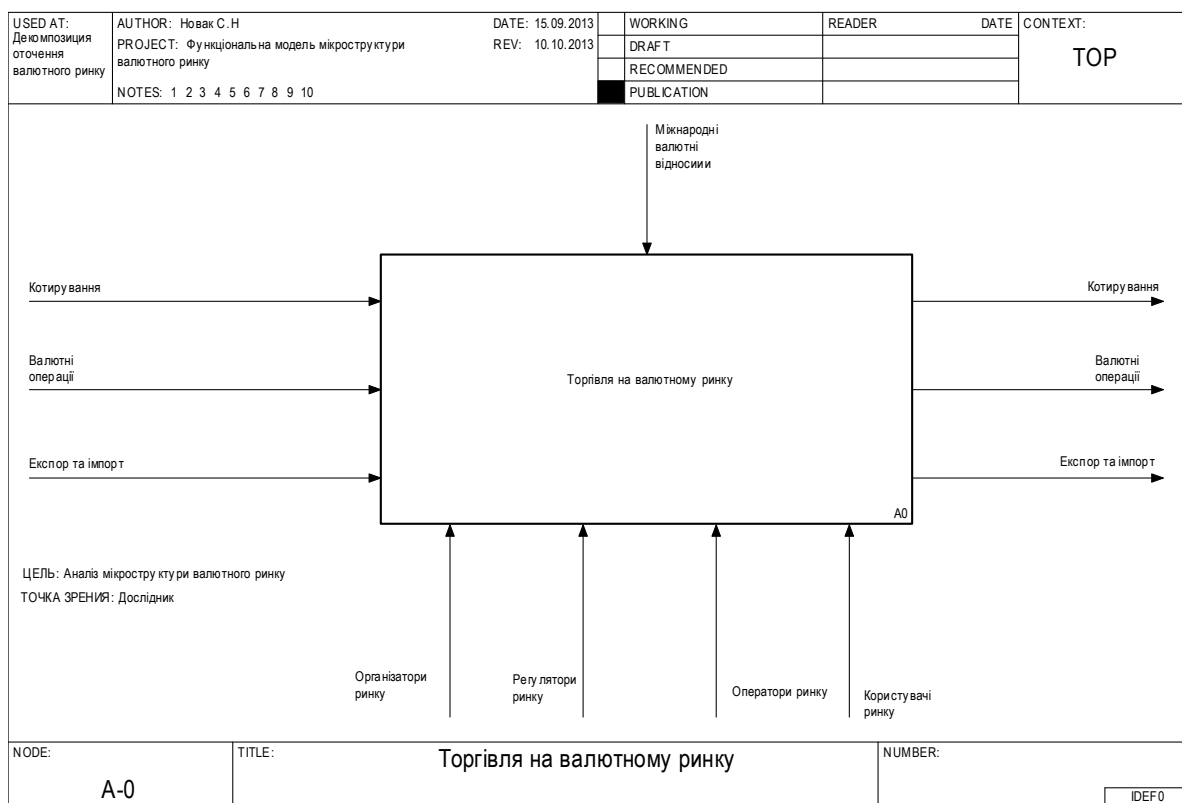 USED AT:
Декомпозиция
оточення
валютного ринку
AUTHOR: Новак С.Н
DATE: 15.09.2013
PROJECT: Функціональна модель мікроструктури
валютного ринку
REV: 10.10.2013
NOTES: 1 2 3 4 5 6 7 8 9 10
WORKING
DRAFT
RECOMMENDED
PUBLICATION
READER
DATE
CONTEXT:
TOP
Міжнародні
валютні
відносиии
Котирування
Котирування
Валютні
операції
Валютні
операції
Торгівля на валютному ринку
Експор та імпорт
Експор та імпорт
A0
ЦЕЛЬ: Аналіз мікроструктури валютного ринку
ТОЧКА ЗРЕНИЯ: Дослідник
Організатори
ринку
Регулятори
ринку
Оператори ринку
Користувачі
ринку
NODE:
A-0
TITLE:
Торгівля на валютному ринку
NUMBER:
IDEF0